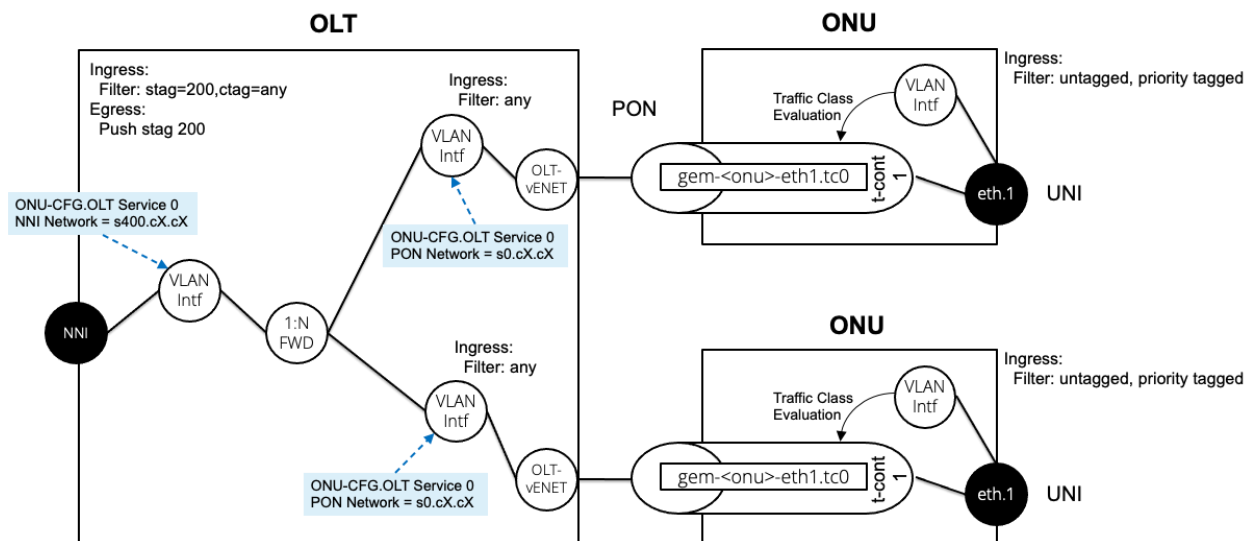 OLT
ONU
Ingress:
Filter: stag=200,ctag=any
Egress:
Push stag 200
Ingress:
Filter: any
VLAN
Intf
OLT-
vENET
PON
Traffic Class
Evaluation
VLAN
Intf
Ingress:
Filter: untagged, priority tagged
gem-<onu>-eth1.tc0
t-cont
1
eth.1
UNI
ONU-CFG.OLT Service 0
NNI Network = s400.cX.cX
ONU-CFG.OLT Service 0
PON Network = s0.cX.cX
VLAN
Intf
NNI
1:N
FWD
ONU
Ingress:
Filter: any
VLAN
Intf
OLT-
vENET
ONU-CFG.OLT Service 0
PON Network = s0.cX.cX
Traffic Class
Evaluation
VLAN
Intf
Ingress:
Filter: untagged, priority tagged
gem-<onu>-eth1.tc0
t-cont
1
eth.1
UNI